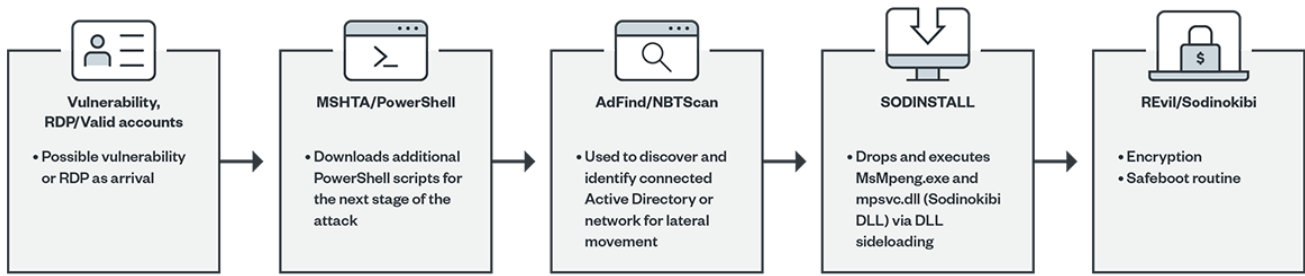 Vulnerability,
RDP/Valid accounts
• Possible vulnerability
or RDP as arrival
MSHTA/PowerShell
• Downloads additional
PowerShell scripts for
the next stage of the
attack
AdFind/NBTScan
• Used to discover and
identify connected
Active Directory or
network for lateral
movement
SODINSTALL
• Drops and executes
MsMpeng.exe and
mpsvc.dll (Sodinokibi
DLL) via DLL
sideloading
$
REvil/Sodinokibi
• Encryption
• Safeboot routine